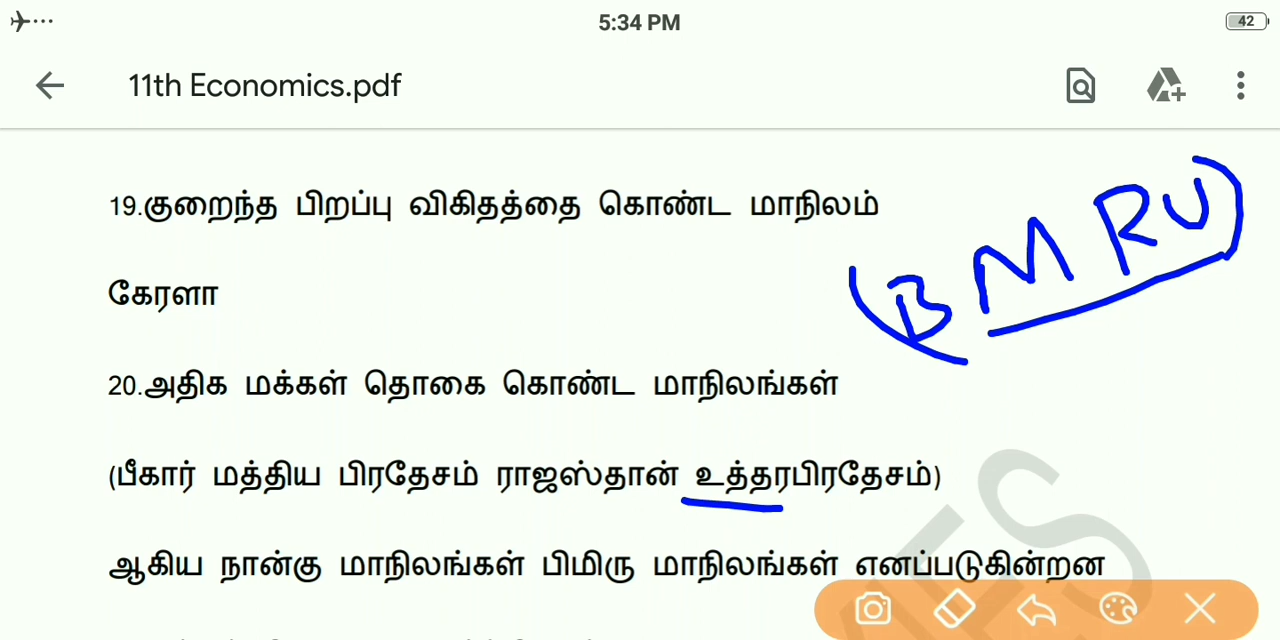 5:34 PM
42
11th Economics.pdf
19.குறைந்த பிறப்பு விகிதத்தை கொண்ட மாநிலம்
(BMRU)
கேரளா
20.அதிக மக்கள் தொகை கொண்ட மாநிலங்கள்
(பீகார் மத்திய பிரதேசம் ராஜஸ்தான் உத்தரபிரதேசம்)
ஆகிய நான்கு மாநிலங்கள் பிமிரு மாநிலங்கள் எனப்படுகின்றன